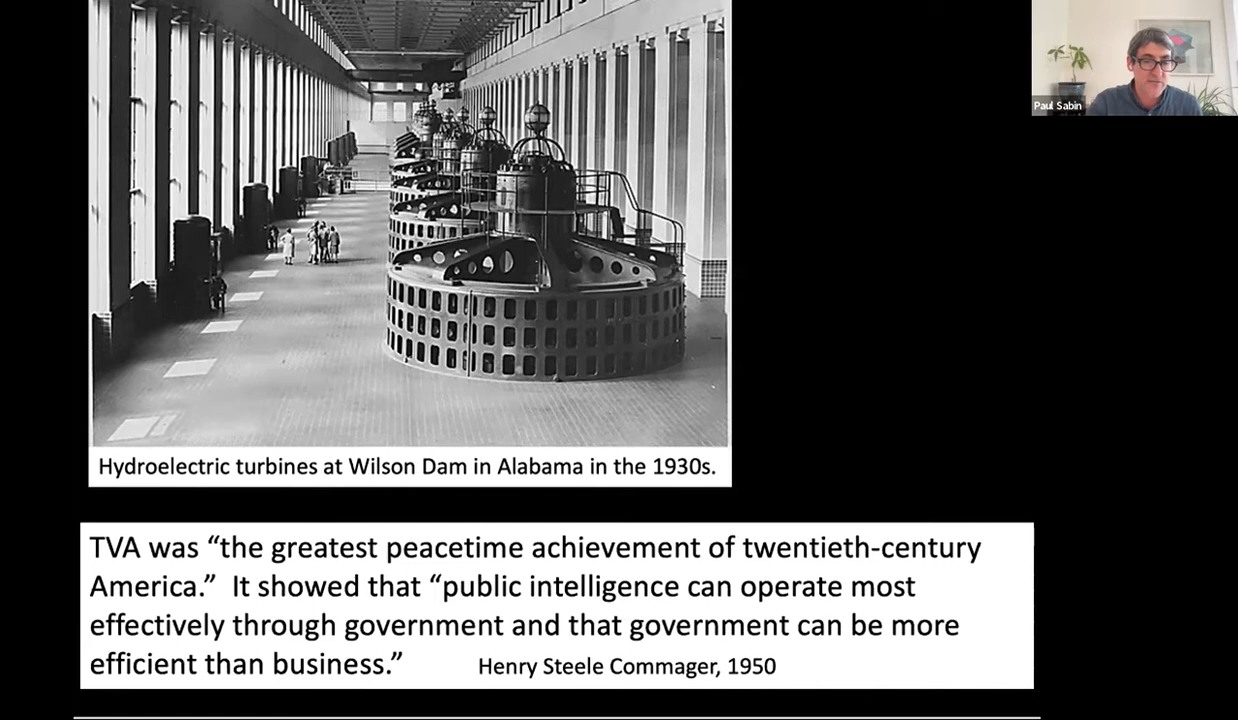 Paul Sabin
Hydroelectric turbines at Wilson Dam in Alabama in the 1930s.
TVA was “the greatest peacetime achievement of twentieth-century
America.”  It showed that “public intelligence can operate most
effectively through government and that government can be more
efficient than business.”
Henry Steele Commager, 1950